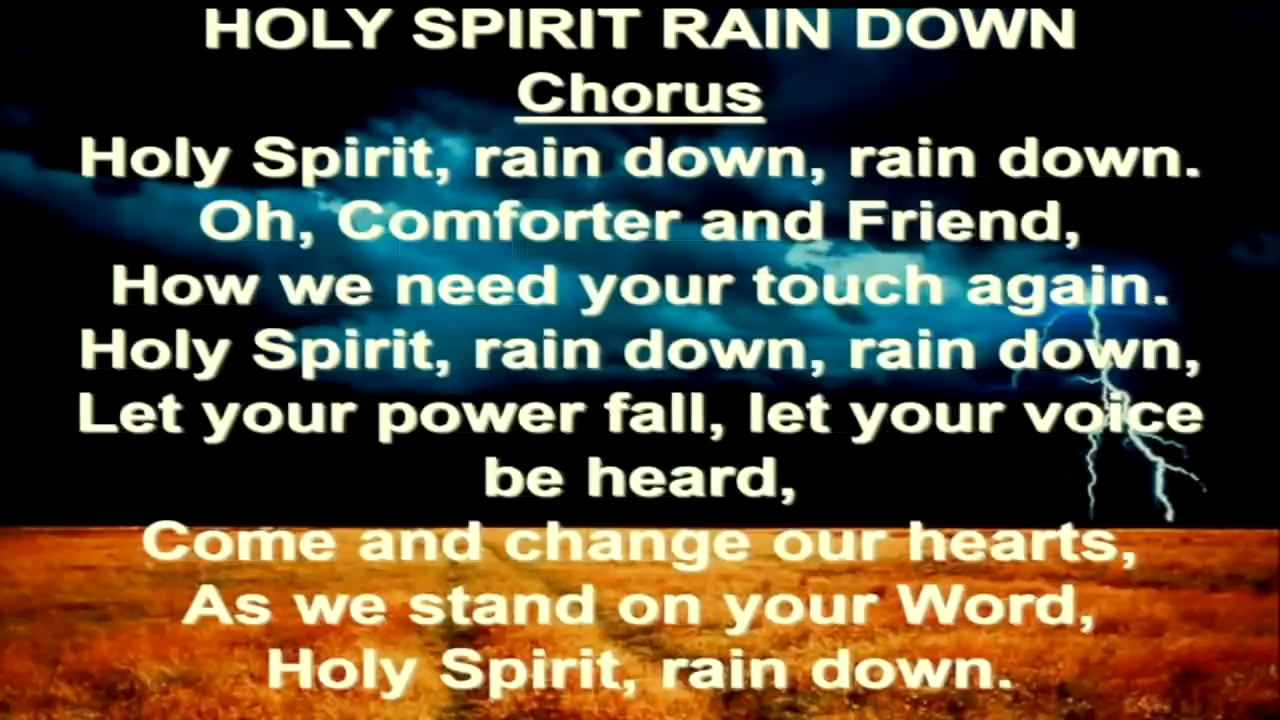 HOLY SPIRIT RAIN DOWN
Chorus
Holy Spirit, rain down, rain down.
Oh, Comforter and Friend,
How we need your touch again.
Holy Spirit, rain down, rain down,
Let your power fall, let your voice
be heard,
Come and change our hearts,
As we stand on your Word,
Holy Spirit, rain down.